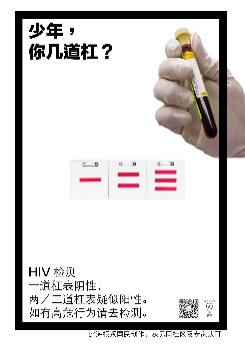 少年，
你几道杠？
HIV 检测
一道杠表阴性，
两／三道杠表疑似阳性。
如有高危行为请去检测。